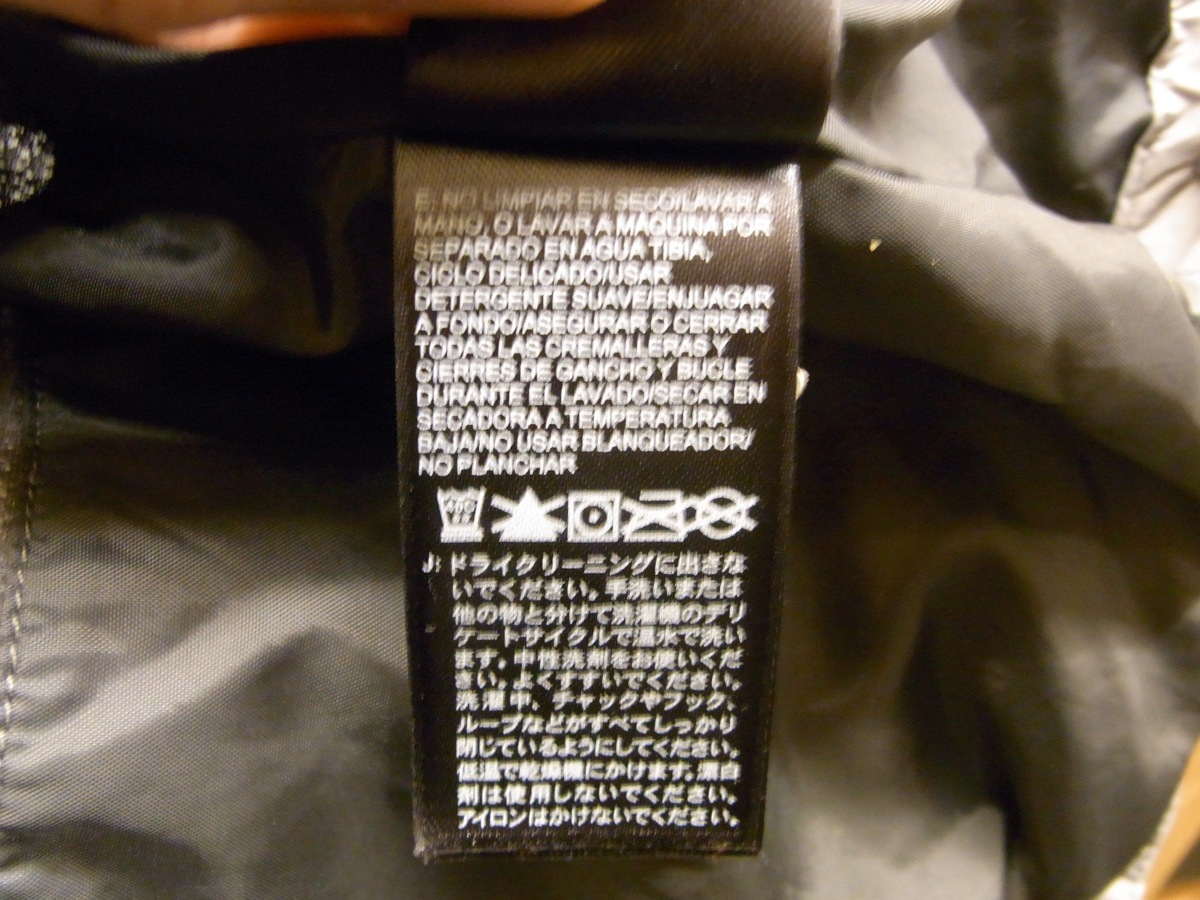 E: NO LIMPIAR EN SECO/LAVAR A
MANO, O LAVAR A MAQUINA POR
SEPARADO EN AGUA TIBIA,
CICLO DELICADO/USAR
DETERGENTE SUAVE/ENJUAGAR
A FONDO/ASEGURAR O CERRAR
TODAS LAS CREMALLERAS Y
CIERRES DE GANCHO Y BUCLE
DURANTE EL LAVADO/SECAR EN
SECADORA A TEMPERATURA
BAJA/NO USAR BLANQUEADOR/
NO PLANCHAR
J: ドライクリーニングに出さな
いでください。手洗いまたは
他の物と分けて洗濯機のデリ
ケートサイクルで温水で洗い
ます。中性洗剤をお使いくだ
さい。よくすすいでください。
洗濯中、チャックやフック、
ループなどがすべてしっかり
閉じているようにしてください。
低温で乾燥機にかけます。漂白
剤は使用しないでください。
アイロンはかけないでください。